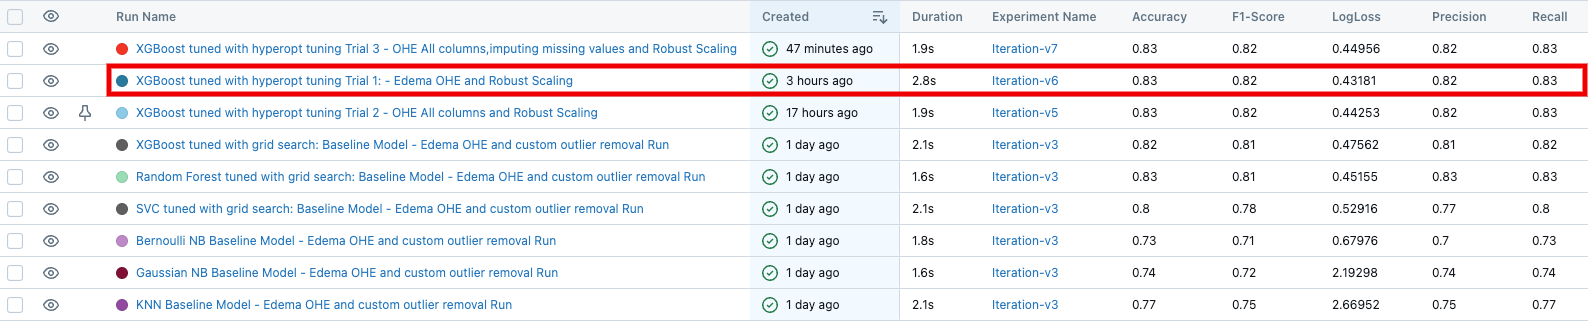 Run Name Created Duration Experiment Name Accuracy F1-Score LogLoss Precision Recall
XGBoost tuned with hyperopt tuning Trial 3 - OHE All columns,imputing missing values and Robust Scaling 47 minutes ago 1.9s Iteration-v7 0.83 0.82 0.44956 0.82 0.83
XGBoost tuned with hyperopt tuning Trial 1: - Edema OHE and Robust Scaling 3 hours ago 2.8s Iteration-v6 0.83 0.82 0.43181 0.82 0.83
XGBoost tuned with hyperopt tuning Trial 2 - OHE All columns and Robust Scaling 17 hours ago 1.9s Iteration-v5 0.83 0.82 0.44253 0.82 0.83
XGBoost tuned with grid search: Baseline Model - Edema OHE and custom outlier removal Run 1 day ago 2.1s Iteration-v3 0.82 0.81 0.47562 0.81 0.82
Random Forest tuned with grid search: Baseline Model - Edema OHE and custom outlier removal Run 1 day ago 1.6s Iteration-v3 0.83 0.81 0.45155 0.83 0.83
SVC tuned with grid search: Baseline Model - Edema OHE and custom outlier removal Run 1 day ago 2.1s Iteration-v3 0.8 0.78 0.52916 0.77 0.8
Bernoulli NB Baseline Model - Edema OHE and custom outlier removal Run 1 day ago 1.8s Iteration-v3 0.73 0.71 0.67976 0.7 0.73
Gaussian NB Baseline Model - Edema OHE and custom outlier removal Run 1 day ago 1.6s Iteration-v3 0.74 0.72 2.19298 0.74 0.74
KNN Baseline Model - Edema OHE and custom outlier removal Run 1 day ago 2.1s Iteration-v3 0.77 0.75 2.66952 0.75 0.77